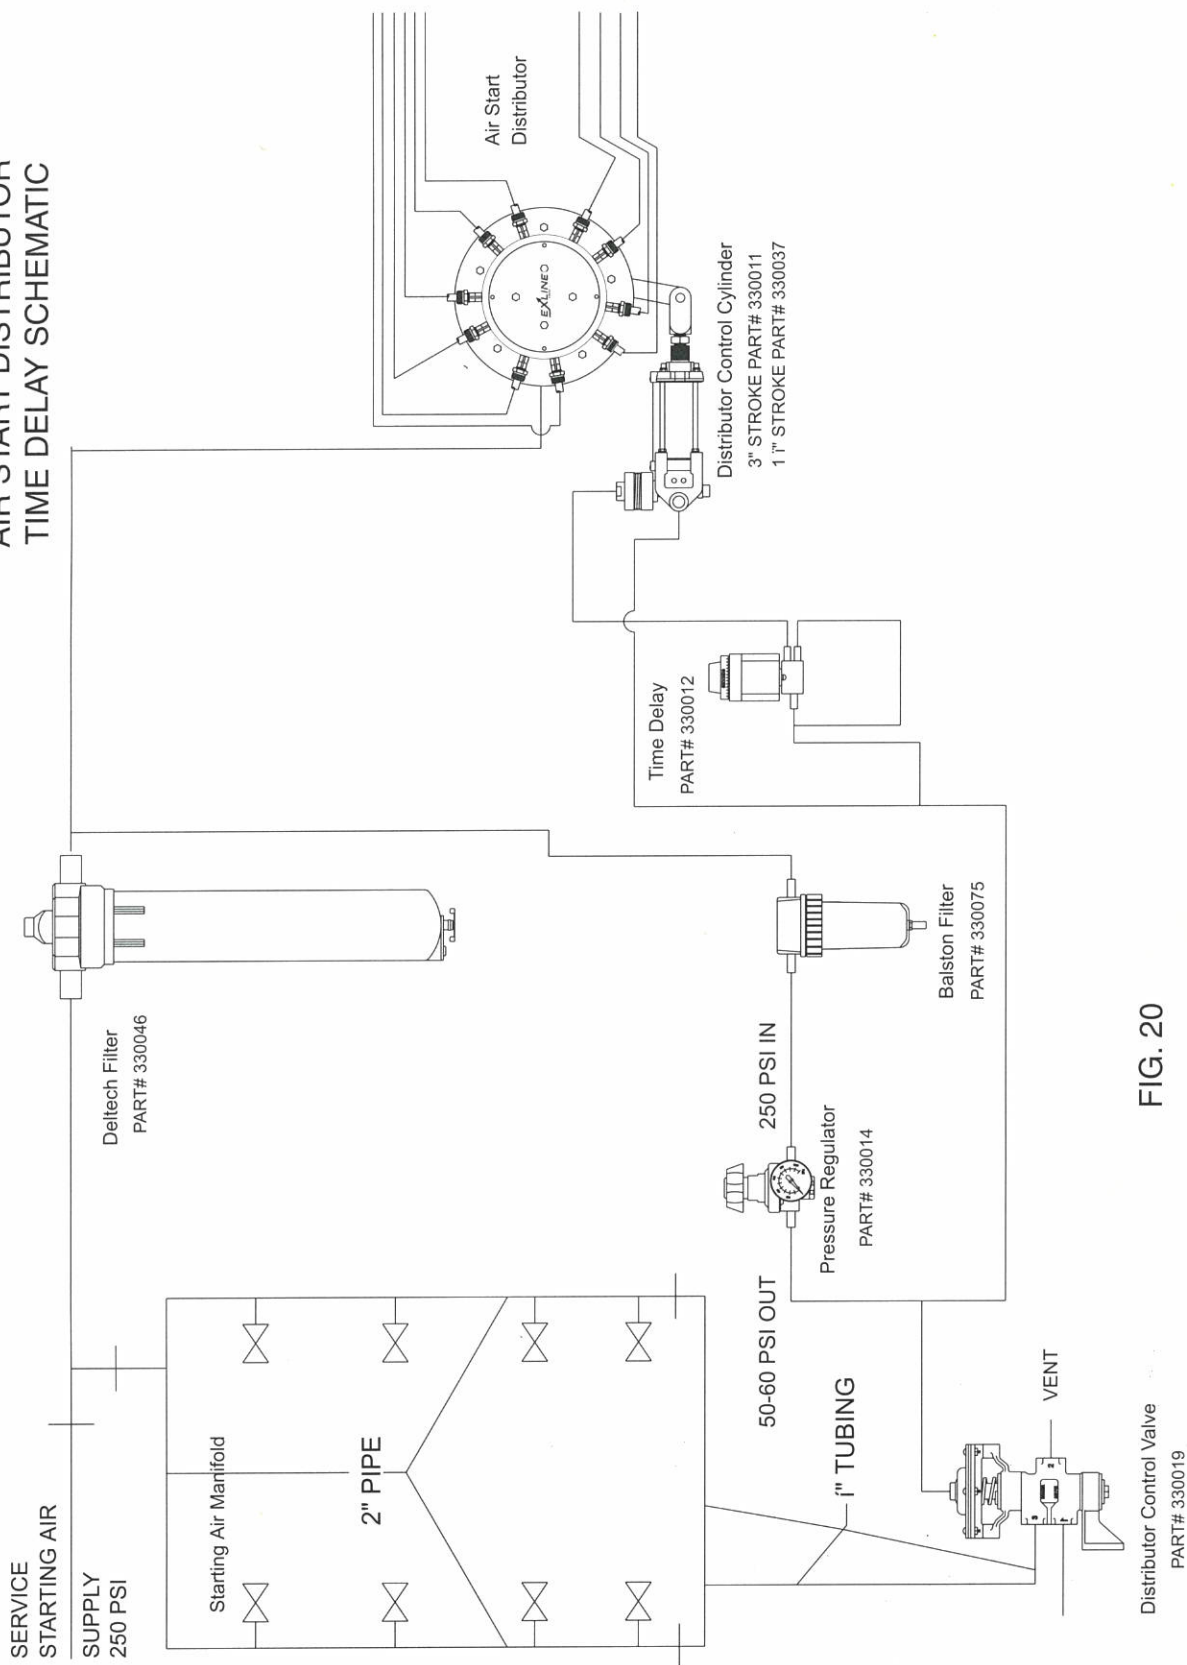 AIR START DISTRIBUTOR
TIME DELAY SCHEMATIC
SERVICE
STARTING AIR
SUPPLY
250 PSI
Deltech Filter
PART# 330046
Starting Air Manifold
2" PIPE
Air Start
Distributor
EXLINE
Distributor Control Cylinder
3" STROKE PART# 330011
1 ï" STROKE PART# 330037
Time Delay
PART# 330012
50-60 PSI OUT
250 PSI IN
Pressure Regulator
PART# 330014
Balston Filter
PART# 330075
ï" TUBING
VENT
Distributor Control Valve
PART# 330019
FIG. 20